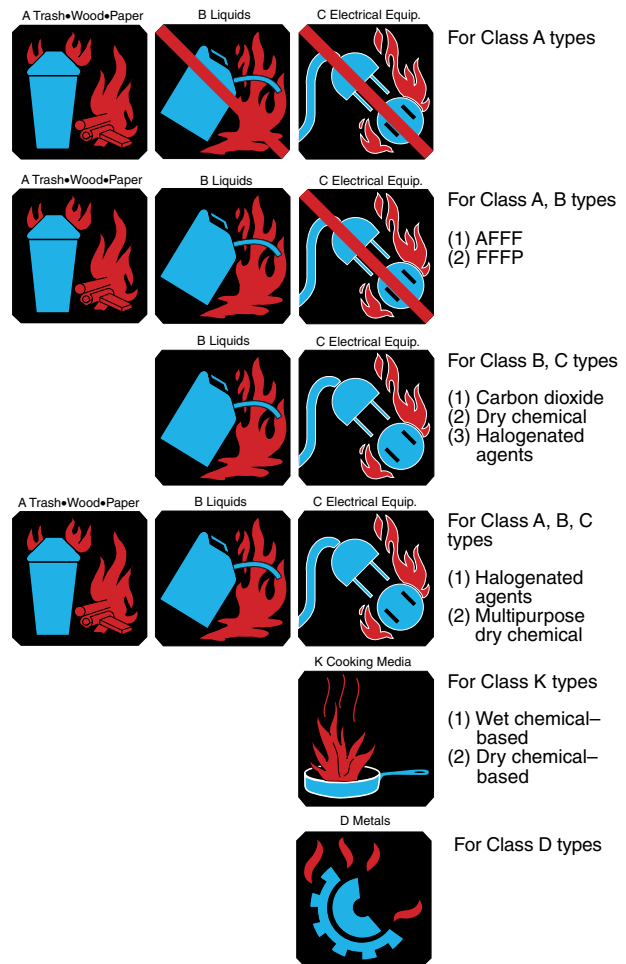 A Trash•Wood•Paper
B Liquids
C Electrical Equip.
For Class A types
A Trash•Wood•Paper
B Liquids
C Electrical Equip.
For Class A, B types
(1) AFFF
(2) FFFP
B Liquids
C Electrical Equip.
For Class B, C types
(1) Carbon dioxide
(2) Dry chemical
(3) Halogenated
agents
A Trash•Wood•Paper
B Liquids
C Electrical Equip.
For Class A, B, C
types
(1) Halogenated
agents
(2) Multipurpose
dry chemical
K Cooking Media
For Class K types
(1) Wet chemical–
based
(2) Dry chemical–
based
D Metals
For Class D types